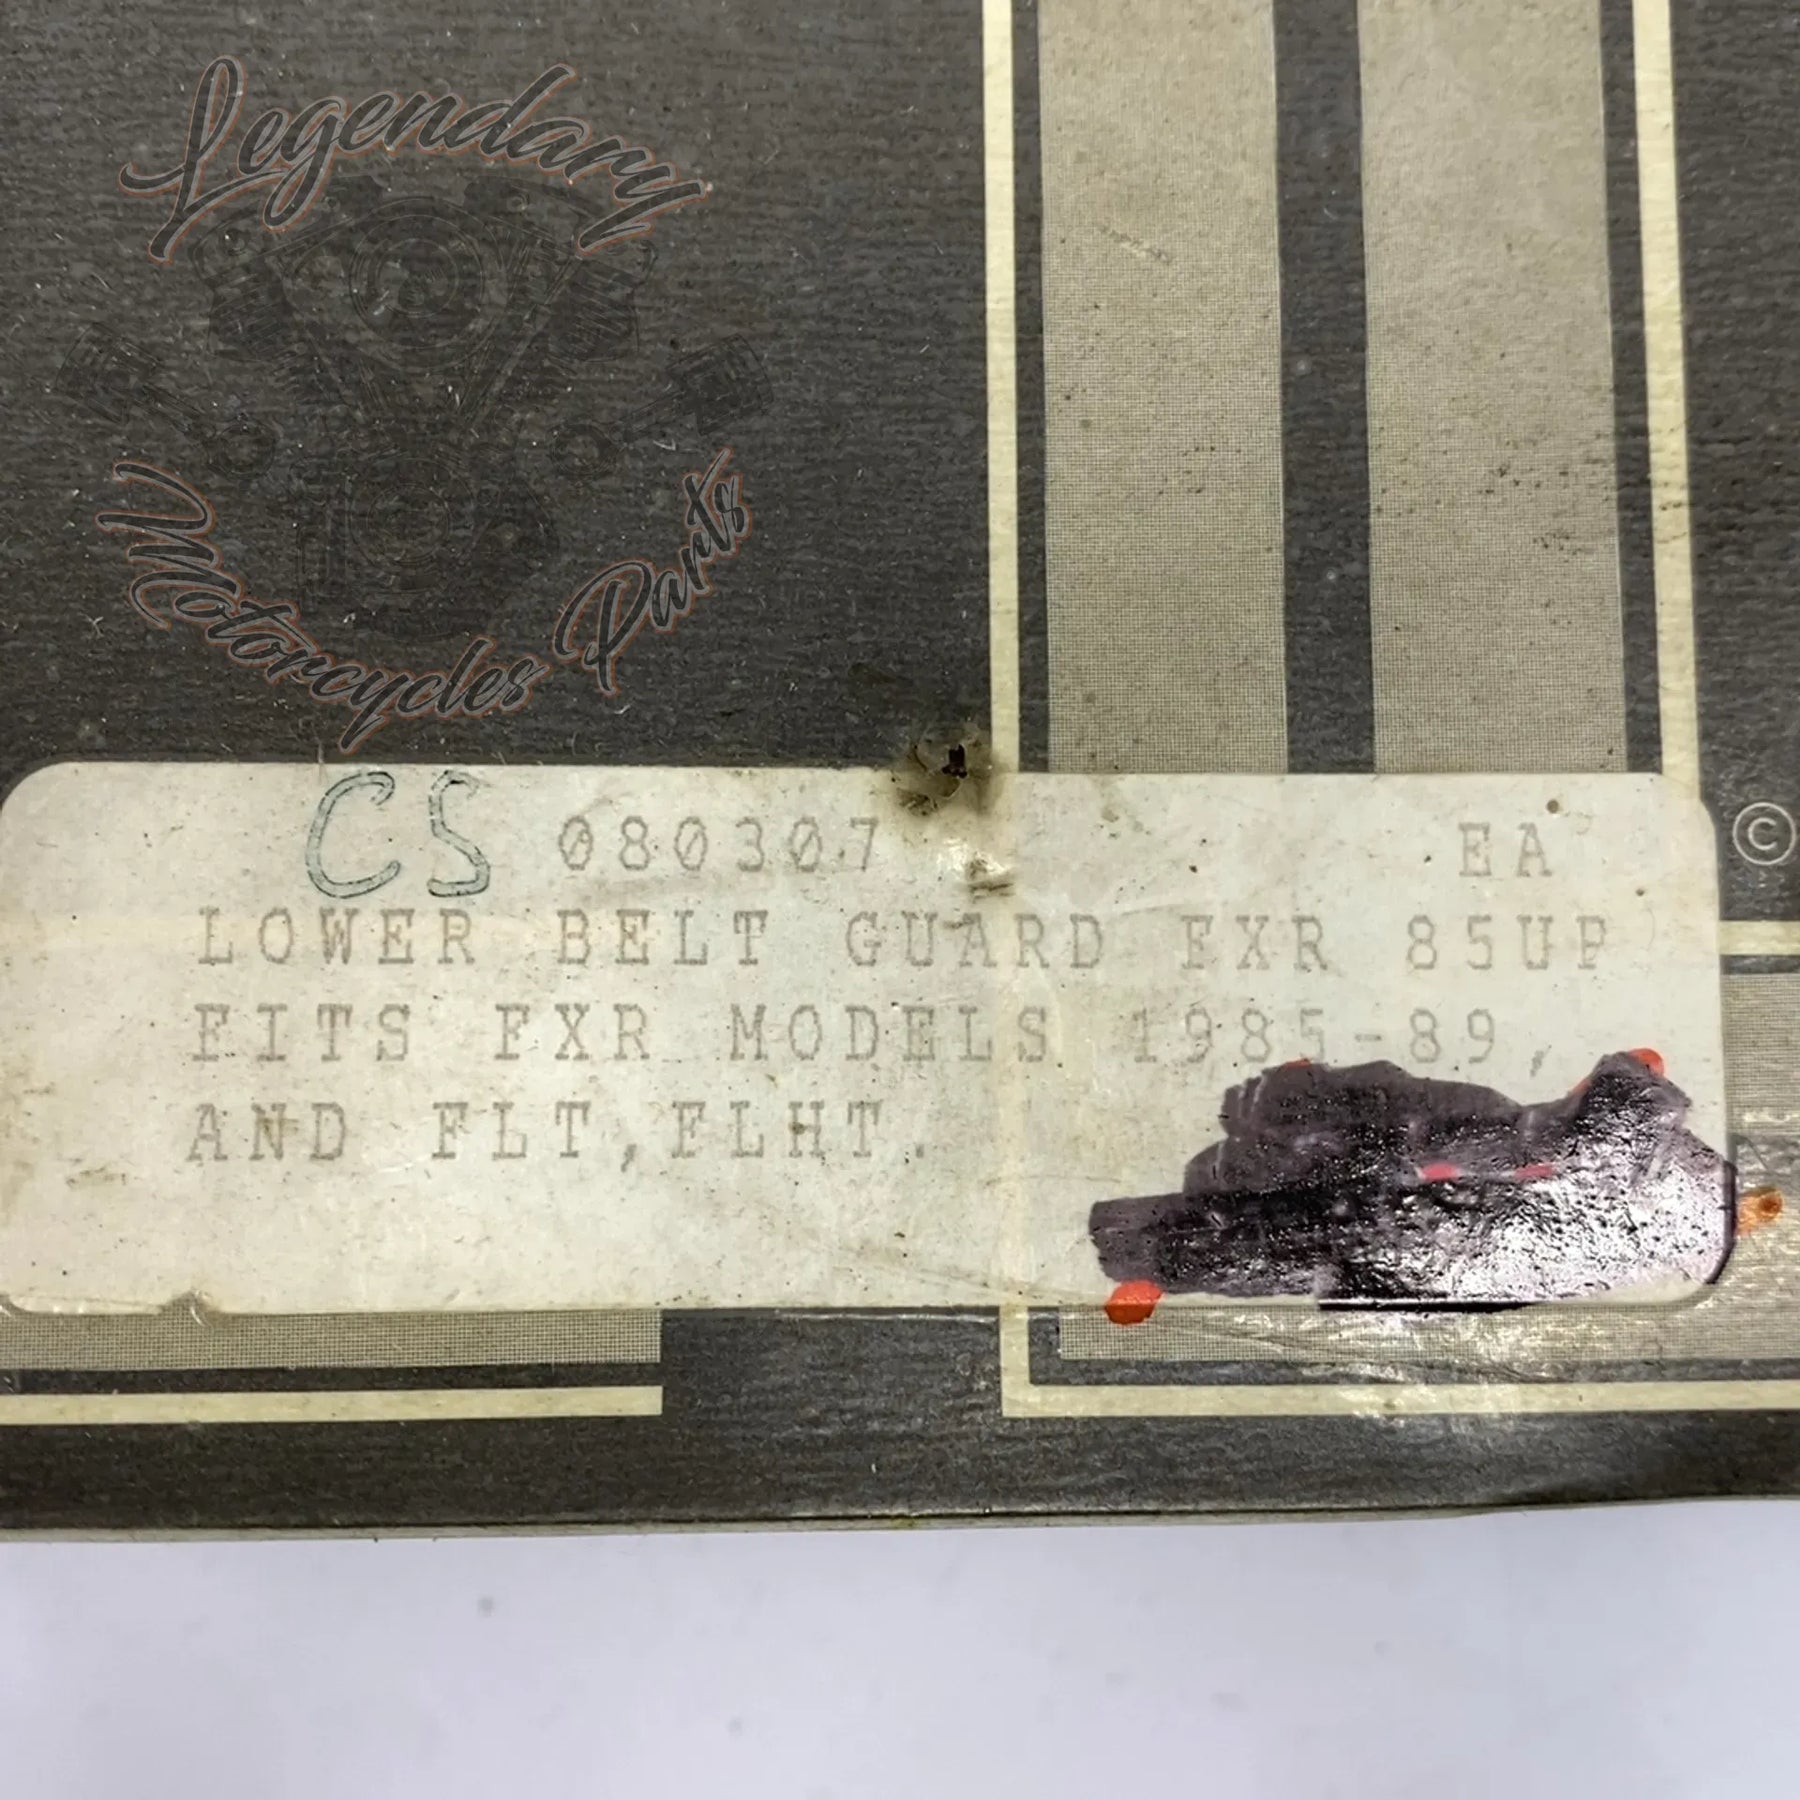 Legendary
Motorcycles Parts
CS 080307 EA
©
LOWER BELT GUARD FXR 85UP
FITS FXR MODELS 1985-89,
AND FLT,FLHT.